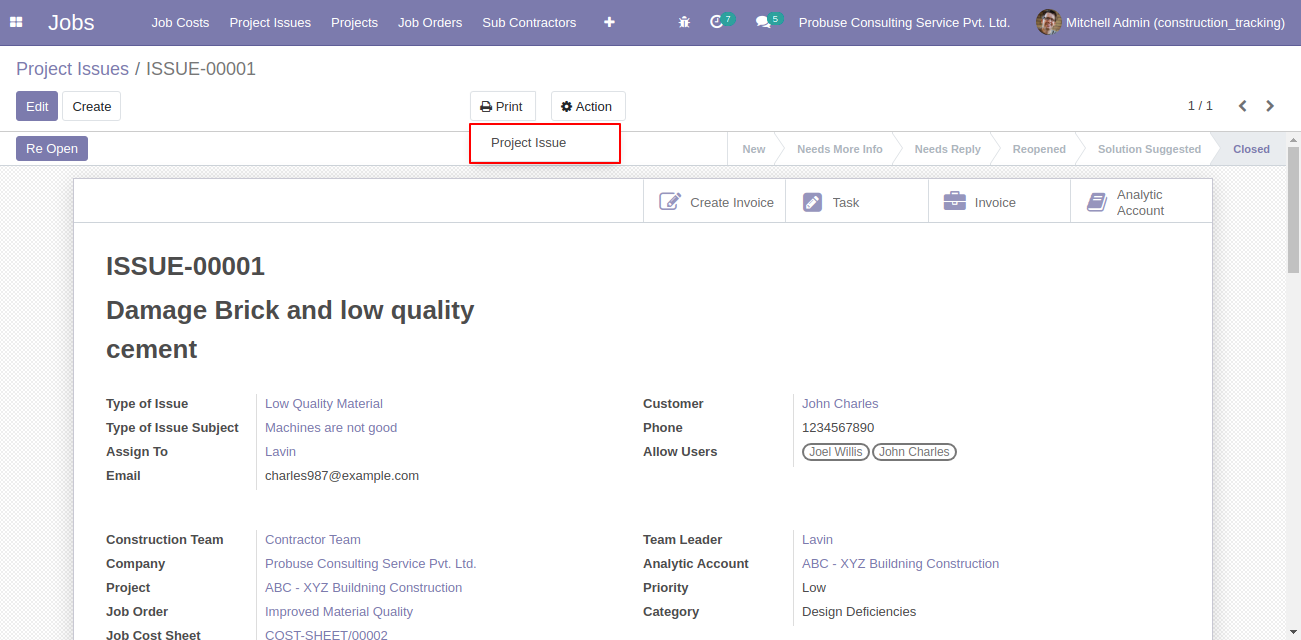 Jobs Job Costs Project Issues Projects Job Orders Sub Contractors 7 5 Probuse Consulting Service Pvt. Ltd. Mitchell Admin (construction_tracking)
Project Issues / ISSUE-00001
Edit Create Print Action 1 / 1
Project Issue
Re Open New Needs More Info Needs Reply Reopened Solution Suggested Closed
Create Invoice Task Invoice Analytic
Account
ISSUE-00001
Damage Brick and low quality
cement
Type of Issue Low Quality Material Customer John Charles
Type of Issue Subject Machines are not good Phone 1234567890
Assign To Lavin Allow Users Joel Willis John Charles
Email charles987@example.com
Construction Team Contractor Team Team Leader Lavin
Company Probuse Consulting Service Pvt. Ltd. Analytic Account ABC - XYZ Buildning Construction
Project ABC - XYZ Buildning Construction Priority Low
Job Order Improved Material Quality Category Design Deficiencies
Job Cost Sheet COST-SHEET/00002